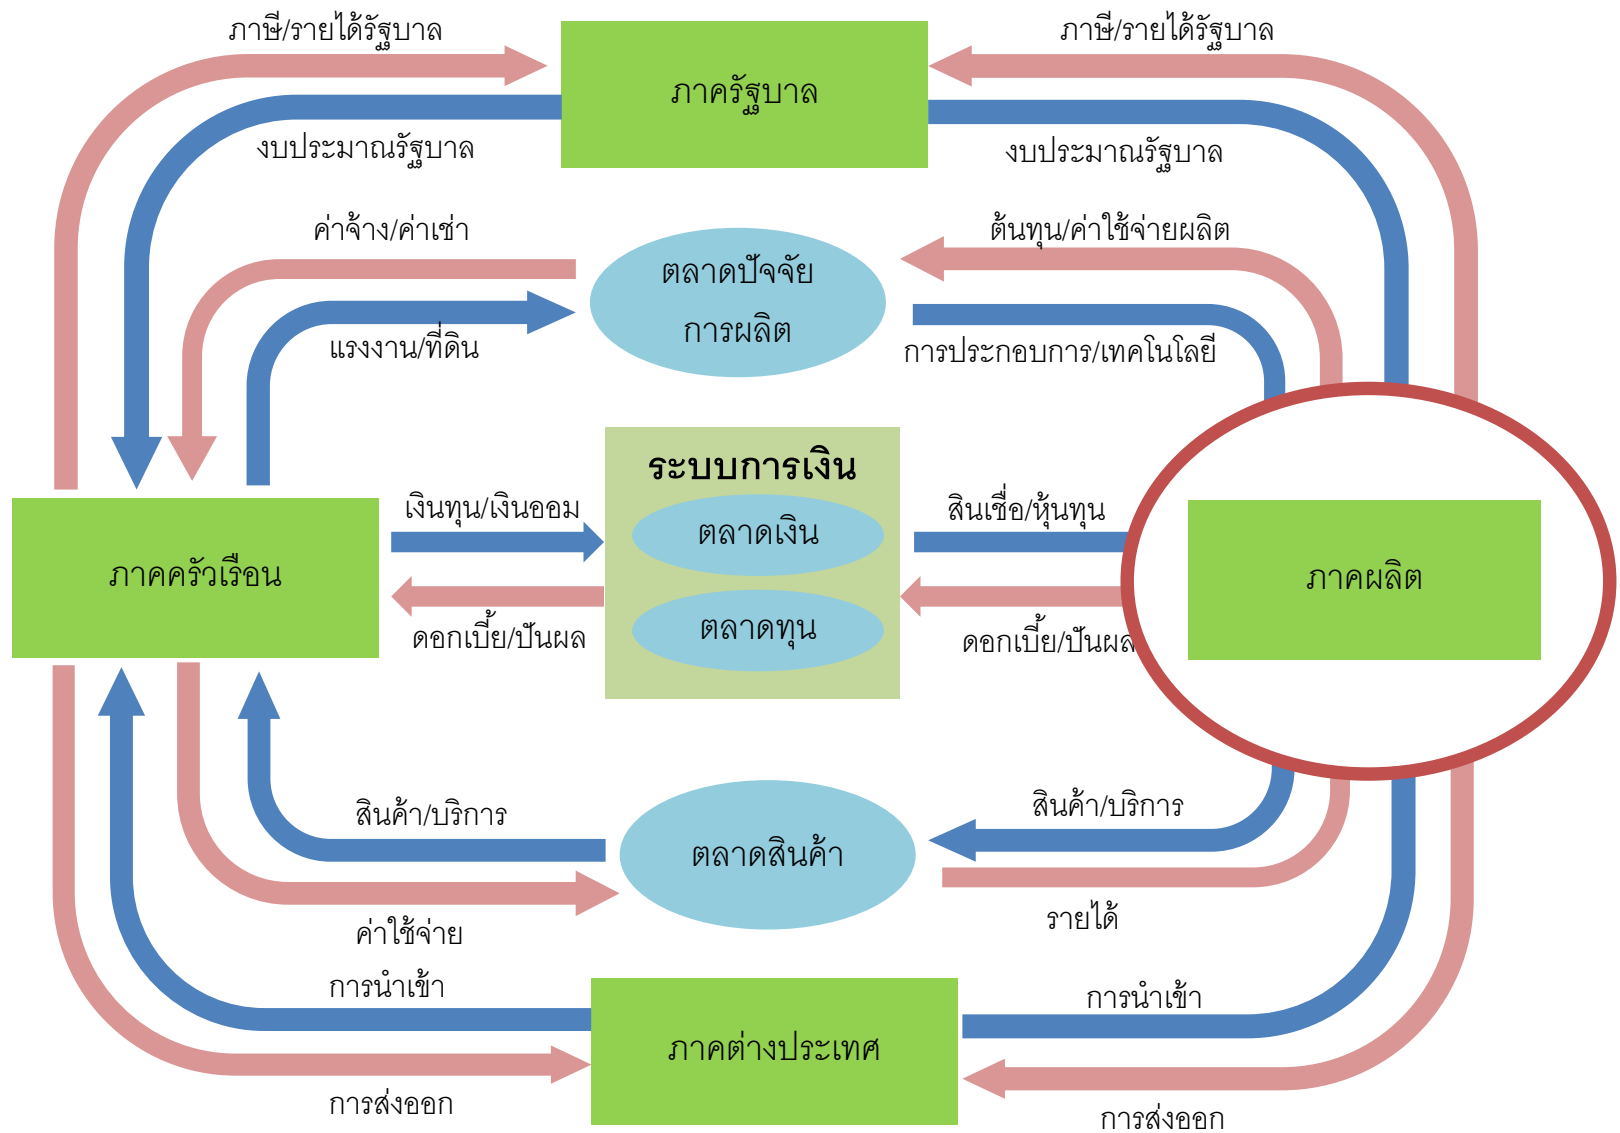 ภาษี/รายได้รัฐบาล
ภาษี/รายได้รัฐบาล
ภาครัฐบาล
งบประมาณรัฐบาล
งบประมาณรัฐบาล
ค่าจ้าง/ค่าเช่า
ต้นทุน/ค่าใช้จ่ายผลิต
ตลาดปัจจัย
การผลิต
แรงงาน/ที่ดิน
การประกอบการ/เทคโนโลยี
ระบบการเงิน
เงินทุน/เงินออม
สินเชื่อ/หุ้นทุน
ตลาดเงิน
ภาคครัวเรือน
ภาคผลิต
ตลาดทุน
ดอกเบี้ย/ปันผล
ดอกเบี้ย/ปันผล
สินค้า/บริการ
สินค้า/บริการ
ตลาดสินค้า
ค่าใช้จ่าย
รายได้
การนำเข้า
การนำเข้า
ภาคต่างประเทศ
การส่งออก
การส่งออก